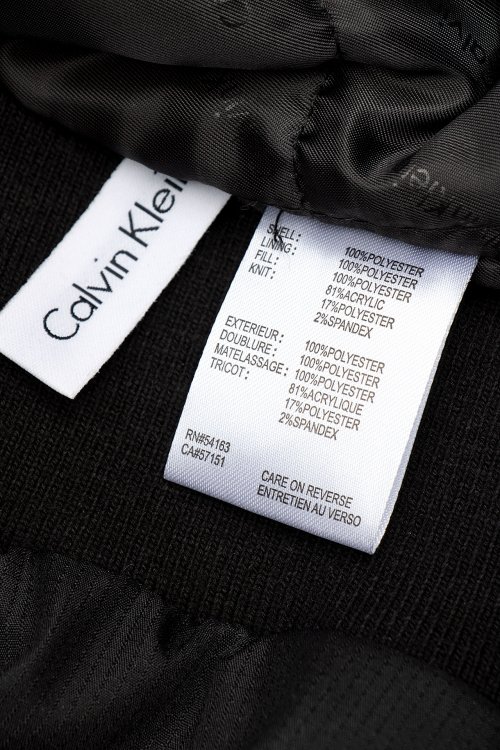 Calvin Klein
SHELL: 100%POLYESTER
LINING: 100%POLYESTER
FILL: 100%POLYESTER
KNIT: 81%ACRYLIC
17%POLYESTER
2%SPANDEX
EXTERIEUR: 100%POLYESTER
DOUBLURE: 100%POLYESTER
MATELASSAGE: 100%POLYESTER
TRICOT: 81%ACRYLIQUE
17%POLYESTER
2%SPANDEX
RN#54163
CA#57151
CARE ON REVERSE
ENTRETIEN AU VERSO